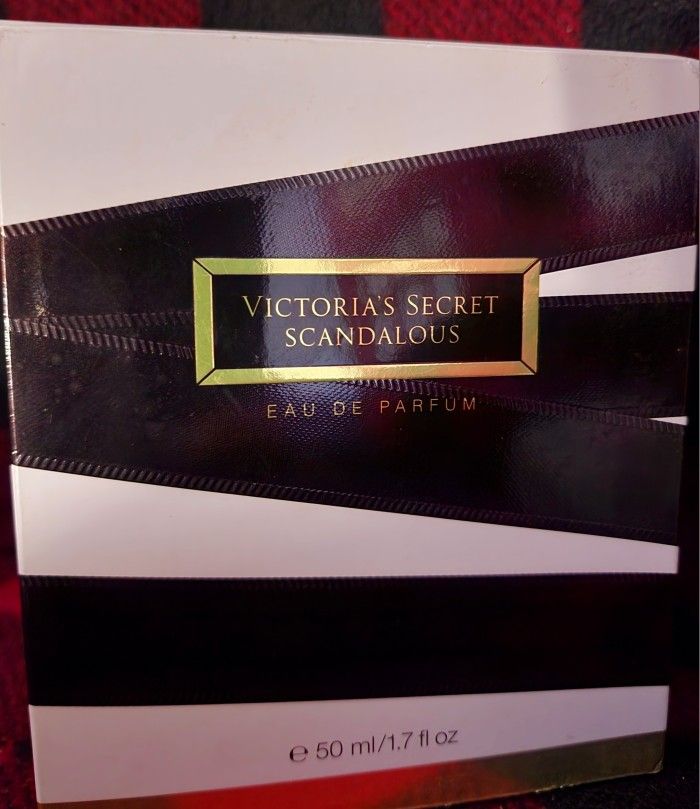 VICTORIA'S SECRET
SCANDALOUS
EAU DE PARFUM
℮ 50 ml/1.7 fl oz